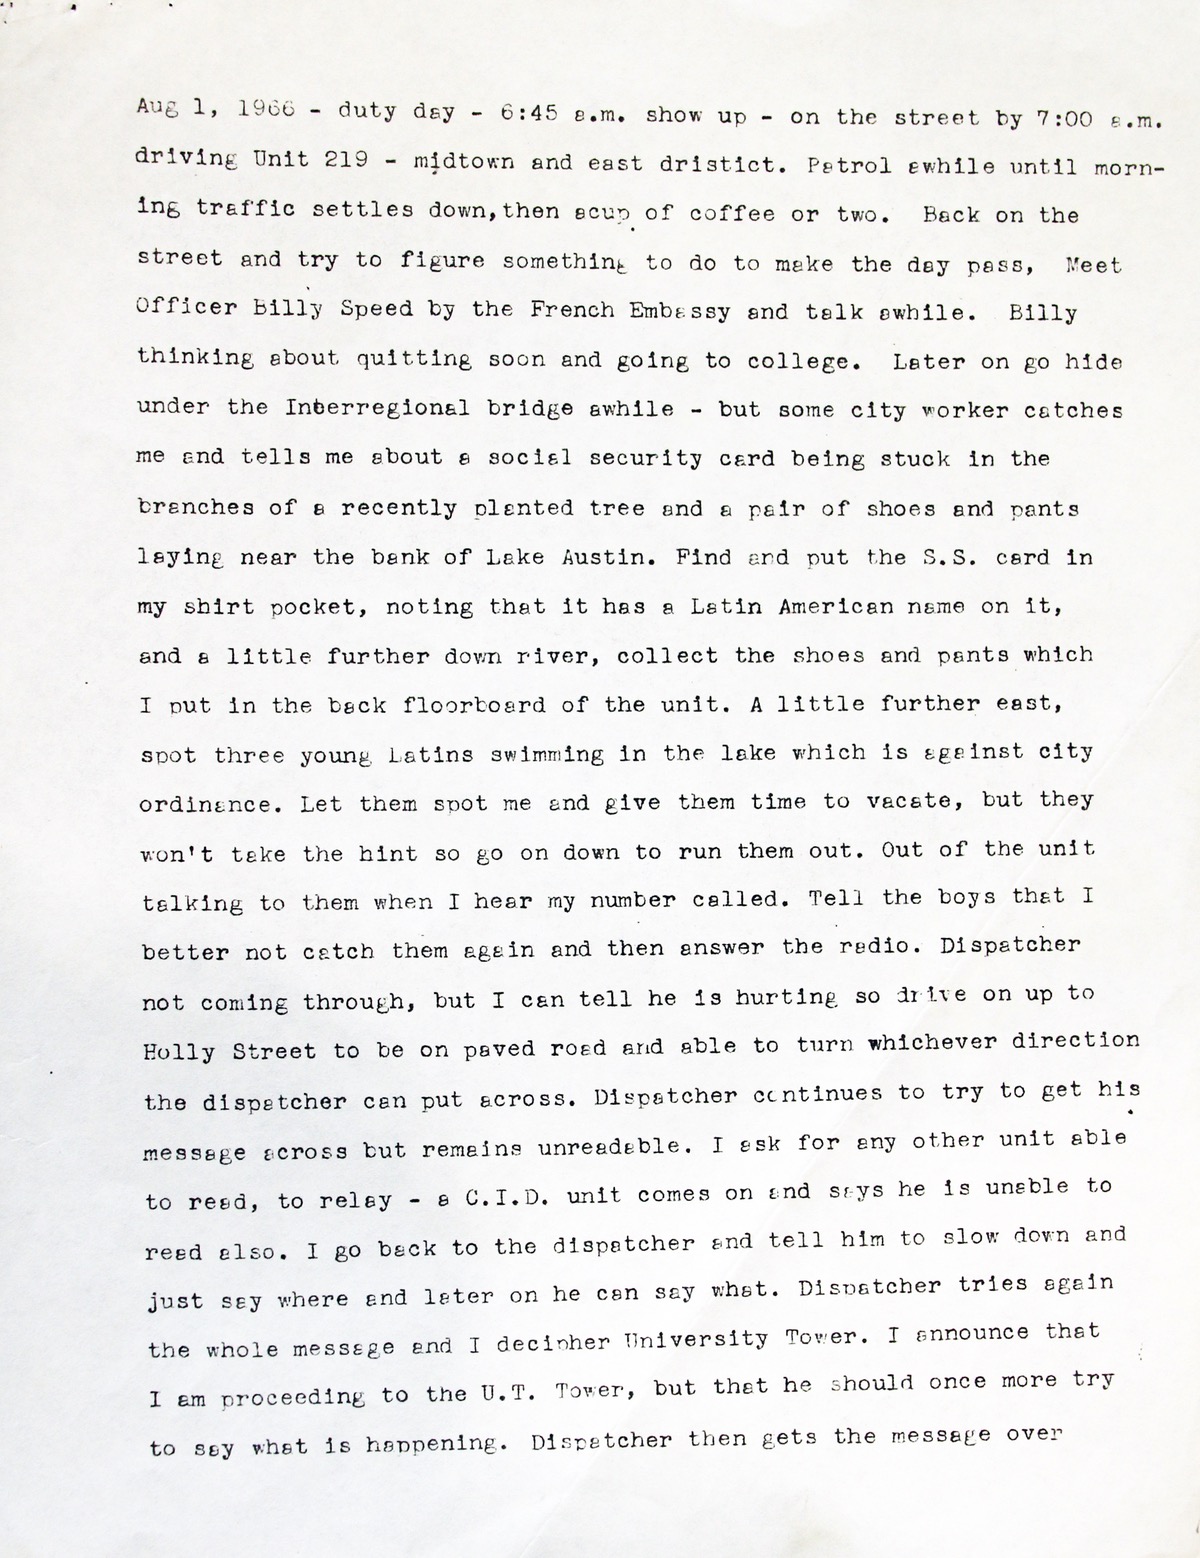 Aug 1, 1966 - duty day - 6:45 a.m. show up - on the street by 7:00 a.m.
driving Unit 219 - midtown and east dristict. Patrol awhile until morn-
ing traffic settles down,then acup of coffee or two.  Back on the
street and try to figure something to do to make the day pass,  Meet
Officer Billy Speed by the French Embassy and talk awhile.  Billy
thinking about quitting soon and going to college.  Later on go hide
under the Interregional bridge awhile - but some city worker catches
me and tells me about a social security card being stuck in the
branches of a recently planted tree and a pair of shoes and pants
laying near the bank of Lake Austin. Find and put the S.S. card in
my shirt pocket, noting that it has a Latin American name on it,
and a little further down river, collect the shoes and pants which
I put in the back floorboard of the unit. A little further east,
spot three young Latins swimming in the lake which is against city
ordinance. Let them spot me and give them time to vacate, but they
won't take the hint so go on down to run them out. Out of the unit
talking to them when I hear my number called. Tell the boys that I
better not catch them again and then answer the radio. Dispatcher
not coming through, but I can tell he is hurting so drive on up to
Holly Street to be on paved road and able to turn whichever direction
the dispatcher can put across. Dispatcher continues to try to get his
message across but remains unreadable. I ask for any other unit able
to read, to relay - a C.I.D. unit comes on and says he is unable to
read also. I go back to the dispatcher and tell him to slow down and
just say where and later on he can say what. Dispatcher tries again
the whole message and I decipher University Tower. I announce that
I am proceeding to the U.T. Tower, but that he should once more try
to say what is happening. Dispatcher then gets the message over